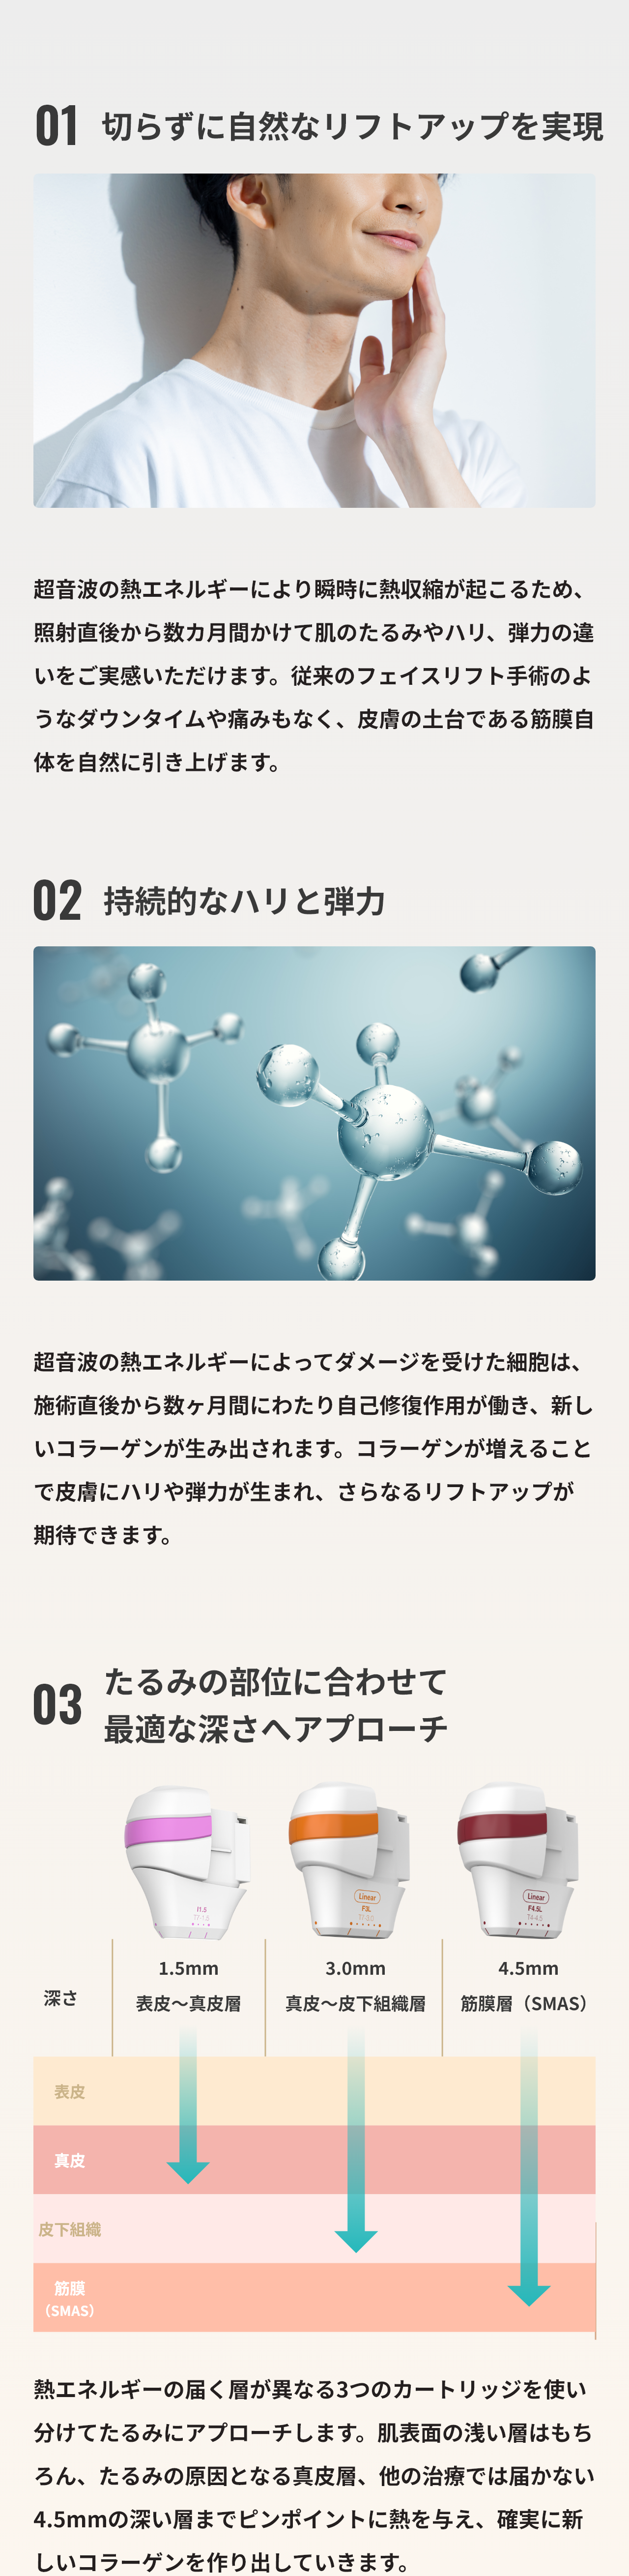 01 切らずに自然なリフトアップを実現
超音波の熱エネルギーにより瞬時に熱収縮が起こるため、
照射直後から数カ月間かけて肌のたるみやハリ、弾力の違
いをご実感いただけます。従来のフェイスリフト手術のよ
うなダウンタイムや痛みもなく、皮膚の土台である筋膜自
体を自然に引き上げます。
02 持続的なハリと弾力
超音波の熱エネルギーによってダメージを受けた細胞は、
施術直後から数ヶ月間にわたり自己修復作用が働き、新し
いコラーゲンが生み出されます。コラーゲンが増えること
で皮膚にハリや弾力が生まれ、さらなるリフトアップが
期待できます。
03 たるみの部位に合わせて
最適な深さへアプローチ
I1.5
T7-1.5
Linear
F3L
Linear
F4.5L
T4-4.5
深さ
1.5mm
表皮〜真皮層
3.0mm
真皮〜皮下組織層
4.5mm
筋膜層（SMAS）
表皮
真皮
皮下組織
筋膜
（SMAS）
熱エネルギーの届く層が異なる3つのカートリッジを使い
分けてたるみにアプローチします。肌表面の浅い層はもち
ろん、たるみの原因となる真皮層、他の治療では届かない
4.5mmの深い層までピンポイントに熱を与え、確実に新
しいコラーゲンを作り出していきます。